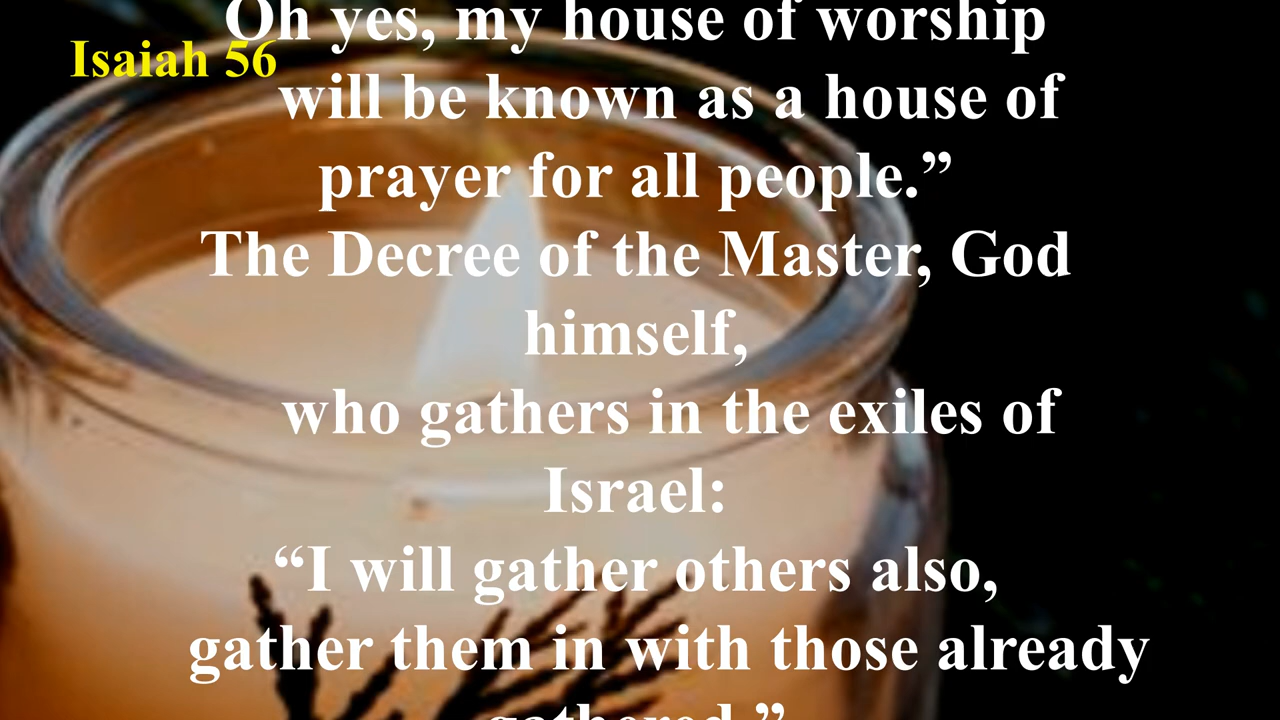 Oh yes, my house of worship
Isaiah 56
will be known as a house of
prayer for all people.”
The Decree of the Master, God
himself,
who gathers in the exiles of
Israel:
“I will gather others also,
gather them in with those already
gathered.”